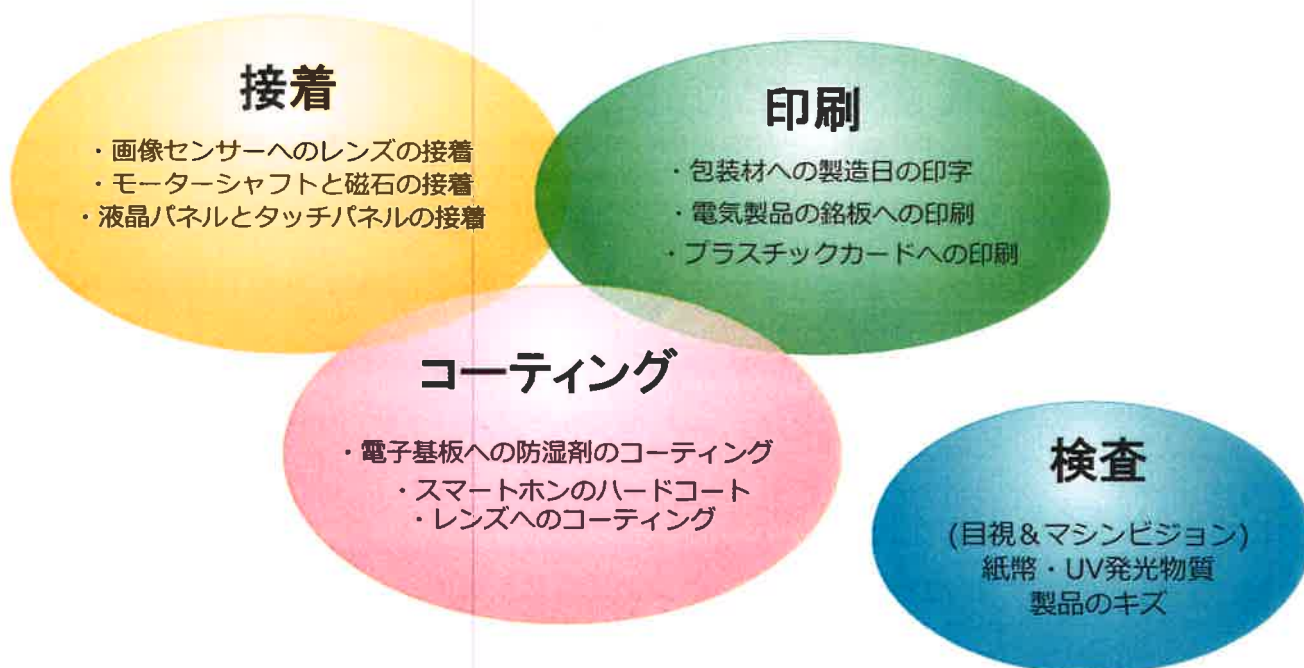 接着
・画像センサーへのレンズの接着
・モーターシャフトと磁石の接着
・液晶パネルとタッチパネルの接着
印刷
・包装材への製造日の印字
・電気製品の銘板への印刷
・プラスチックカードへの印刷
コーティング
・電子基板への防湿剤のコーティング
・スマートホンのハードコート
・レンズへのコーティング
検査
(目視&マシンビジョン)
紙幣・UV発光物質
製品のキズ